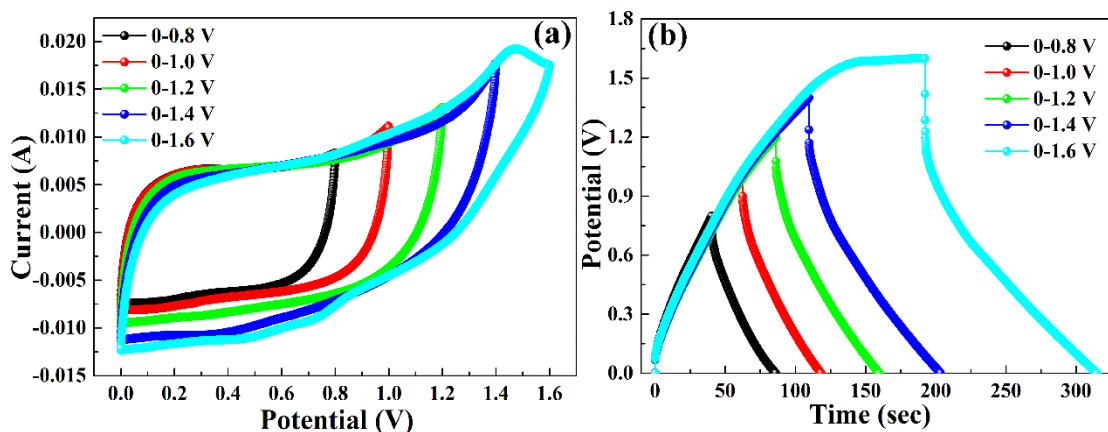 (a)
0-0.8 V
0-1.0 V
0-1.2 V
0-1.4 V
0-1.6 V
0.020
0.015
0.010
0.005
0.000
-0.005
-0.010
-0.015
Current (A)
0.0 0.2 0.4 0.6 0.8 1.0 1.2 1.4 1.6
Potential (V)
(b)
0-0.8 V
0-1.0 V
0-1.2 V
0-1.4 V
0-1.6 V
1.8
1.5
1.2
0.9
0.6
0.3
0.0
Potential (V)
0 50 100 150 200 250 300
Time (sec)